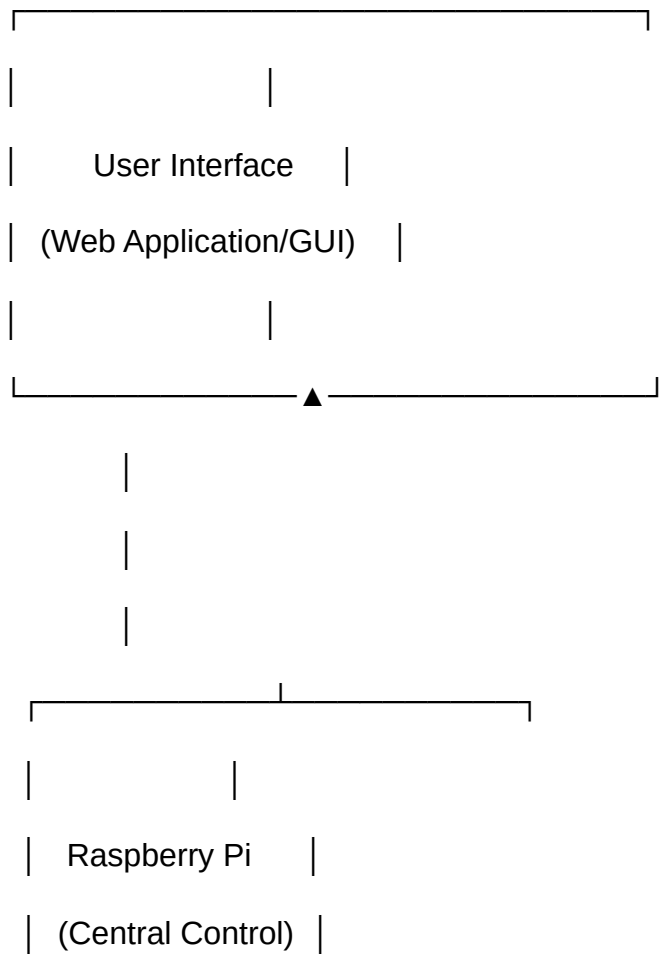 User Interface
(Web Application/GUI)
Raspberry Pi
(Central Control)